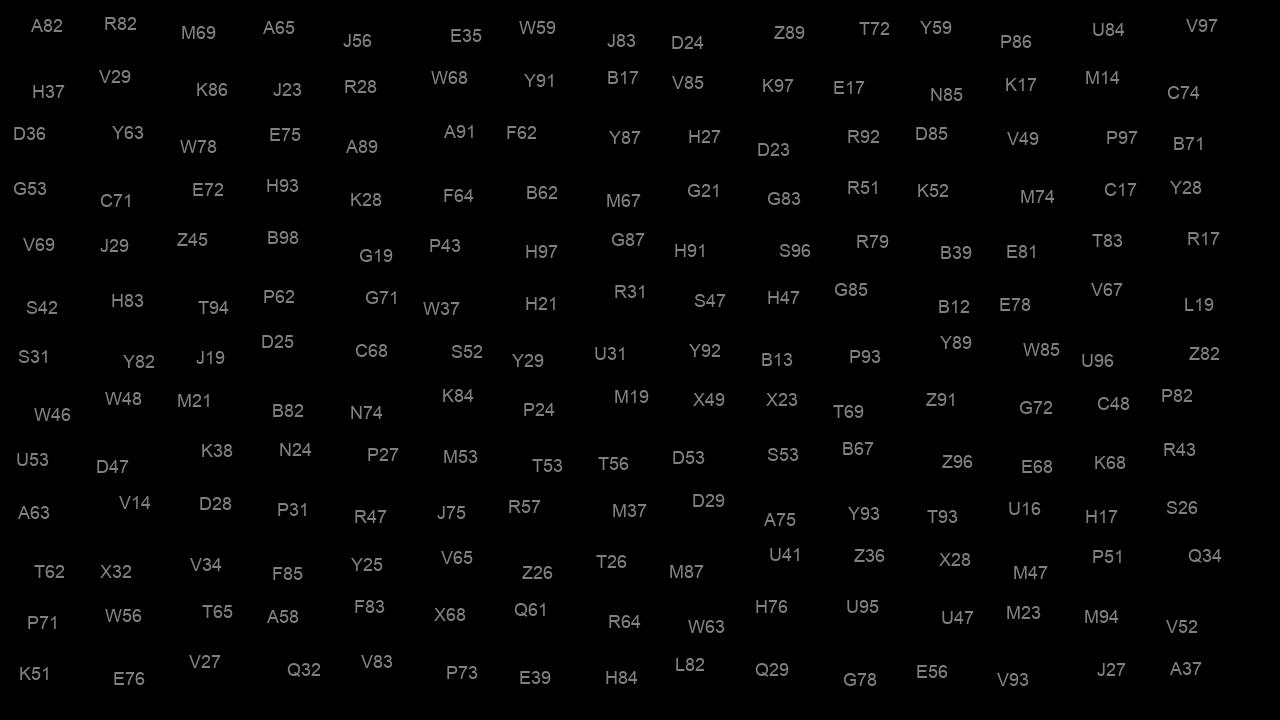 A82 R82 M69 A65 J56 E35 W59 J83 D24 Z89 T72 Y59 P86 U84 V97
H37 V29 K86 J23 R28 W68 Y91 B17 V85 K97 E17 N85 K17 M14 C74
D36 Y63 W78 E75 A89 A91 F62 Y87 H27 D23 R92 D85 V49 P97 B71
G53 C71 E72 H93 K28 F64 B62 M67 G21 G83 R51 K52 M74 C17 Y28
V69 J29 Z45 B98 G19 P43 H97 G87 H91 S96 R79 B39 E81 T83 R17
S42 H83 T94 P62 G71 W37 H21 R31 S47 H47 G85 B12 E78 V67 L19
S31 Y82 J19 D25 C68 S52 Y29 U31 Y92 B13 P93 Y89 W85 U96 Z82
W46 W48 M21 B82 N74 K84 P24 M19 X49 X23 T69 Z91 G72 C48 P82
U53 D47 K38 N24 P27 M53 T53 T56 D53 S53 B67 Z96 E68 K68 R43
A63 V14 D28 P31 R47 J75 R57 M37 D29 A75 Y93 T93 U16 H17 S26
T62 X32 V34 F85 Y25 V65 Z26 T26 M87 U41 Z36 X28 M47 P51 Q34
P71 W56 T65 A58 F83 X68 Q61 R64 W63 H76 U95 U47 M23 M94 V52
K51 E76 V27 Q32 V83 P73 E39 H84 L82 Q29 G78 E56 V93 J27 A37